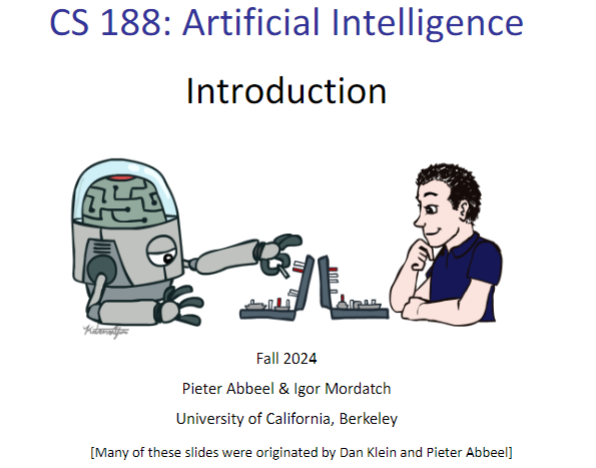 CS 188: Artificial Intelligence
Introduction
Fall 2024
Pieter Abbeel & Igor Mordatch
University of California, Berkeley
[Many of these slides were originated by Dan Klein and Pieter Abbeel]